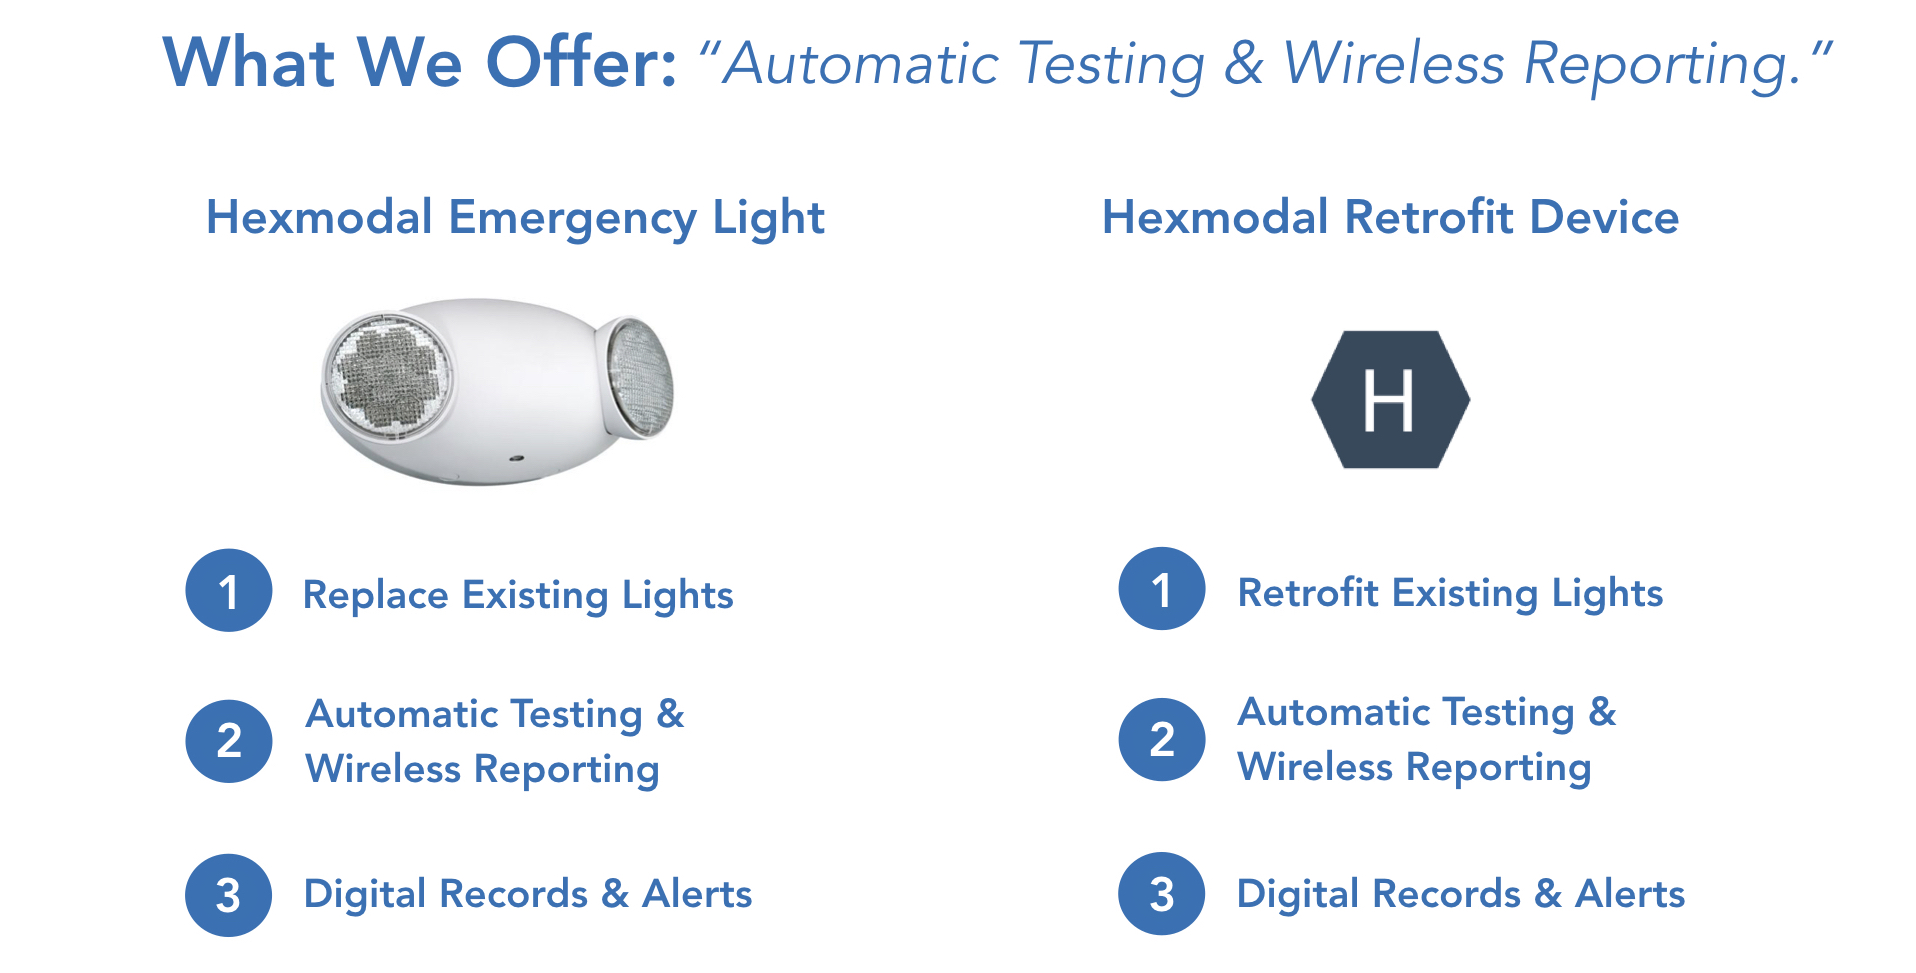 What We Offer: “Automatic Testing & Wireless Reporting.”
Hexmodal Emergency Light
Hexmodal Retrofit Device
H
1 Replace Existing Lights
2 Automatic Testing &
Wireless Reporting
3 Digital Records & Alerts
1 Retrofit Existing Lights
2 Automatic Testing &
Wireless Reporting
3 Digital Records & Alerts